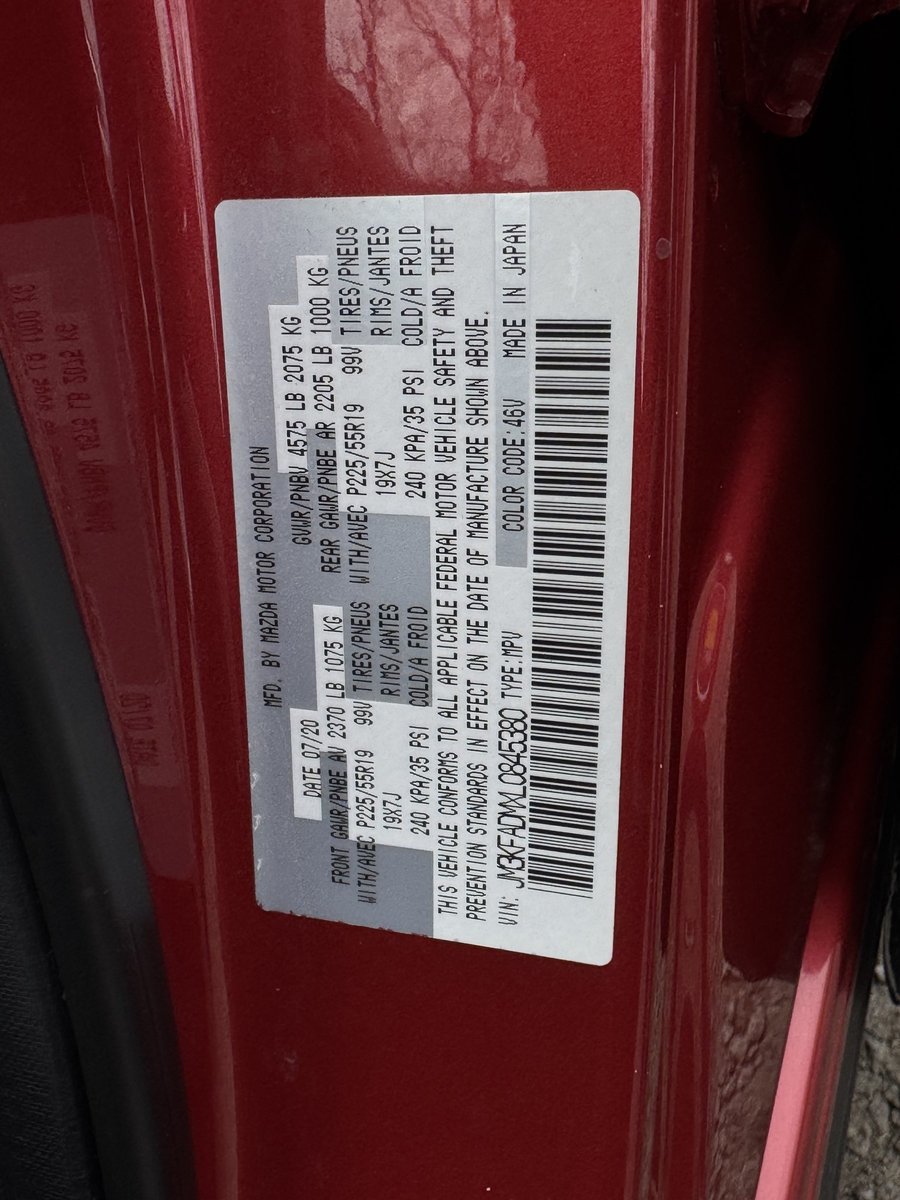 MFD. BY MAZDA MOTOR CORPORATION
DATE 07/20 GVWR/PNBV 4575 LB 2075 KG
FRONT GAWR/PNBE AV 2370 LB 1075 KG REAR GAWR/PNBE AR 2205 LB 1000 KG
WITH/AVEC P225/55R19 99V TIRES/PNEUS WITH/AVEC P225/55R19 99V TIRES/PNEUS
19X7J RIMS/JANTES 19X7J RIMS/JANTES
240 KPA/35 PSI COLD/A FROID 240 KPA/35 PSI COLD/A FROID
THIS VEHICLE CONFORMS TO ALL APPLICABLE FEDERAL MOTOR VEHICLE SAFETY AND THEFT
PREVENTION STANDARDS IN EFFECT ON THE DATE OF MANUFACTURE SHOWN ABOVE.
VIN: JM3KFADMXL0845380 TYPE:MPV COLOR CODE:46V MADE IN JAPAN